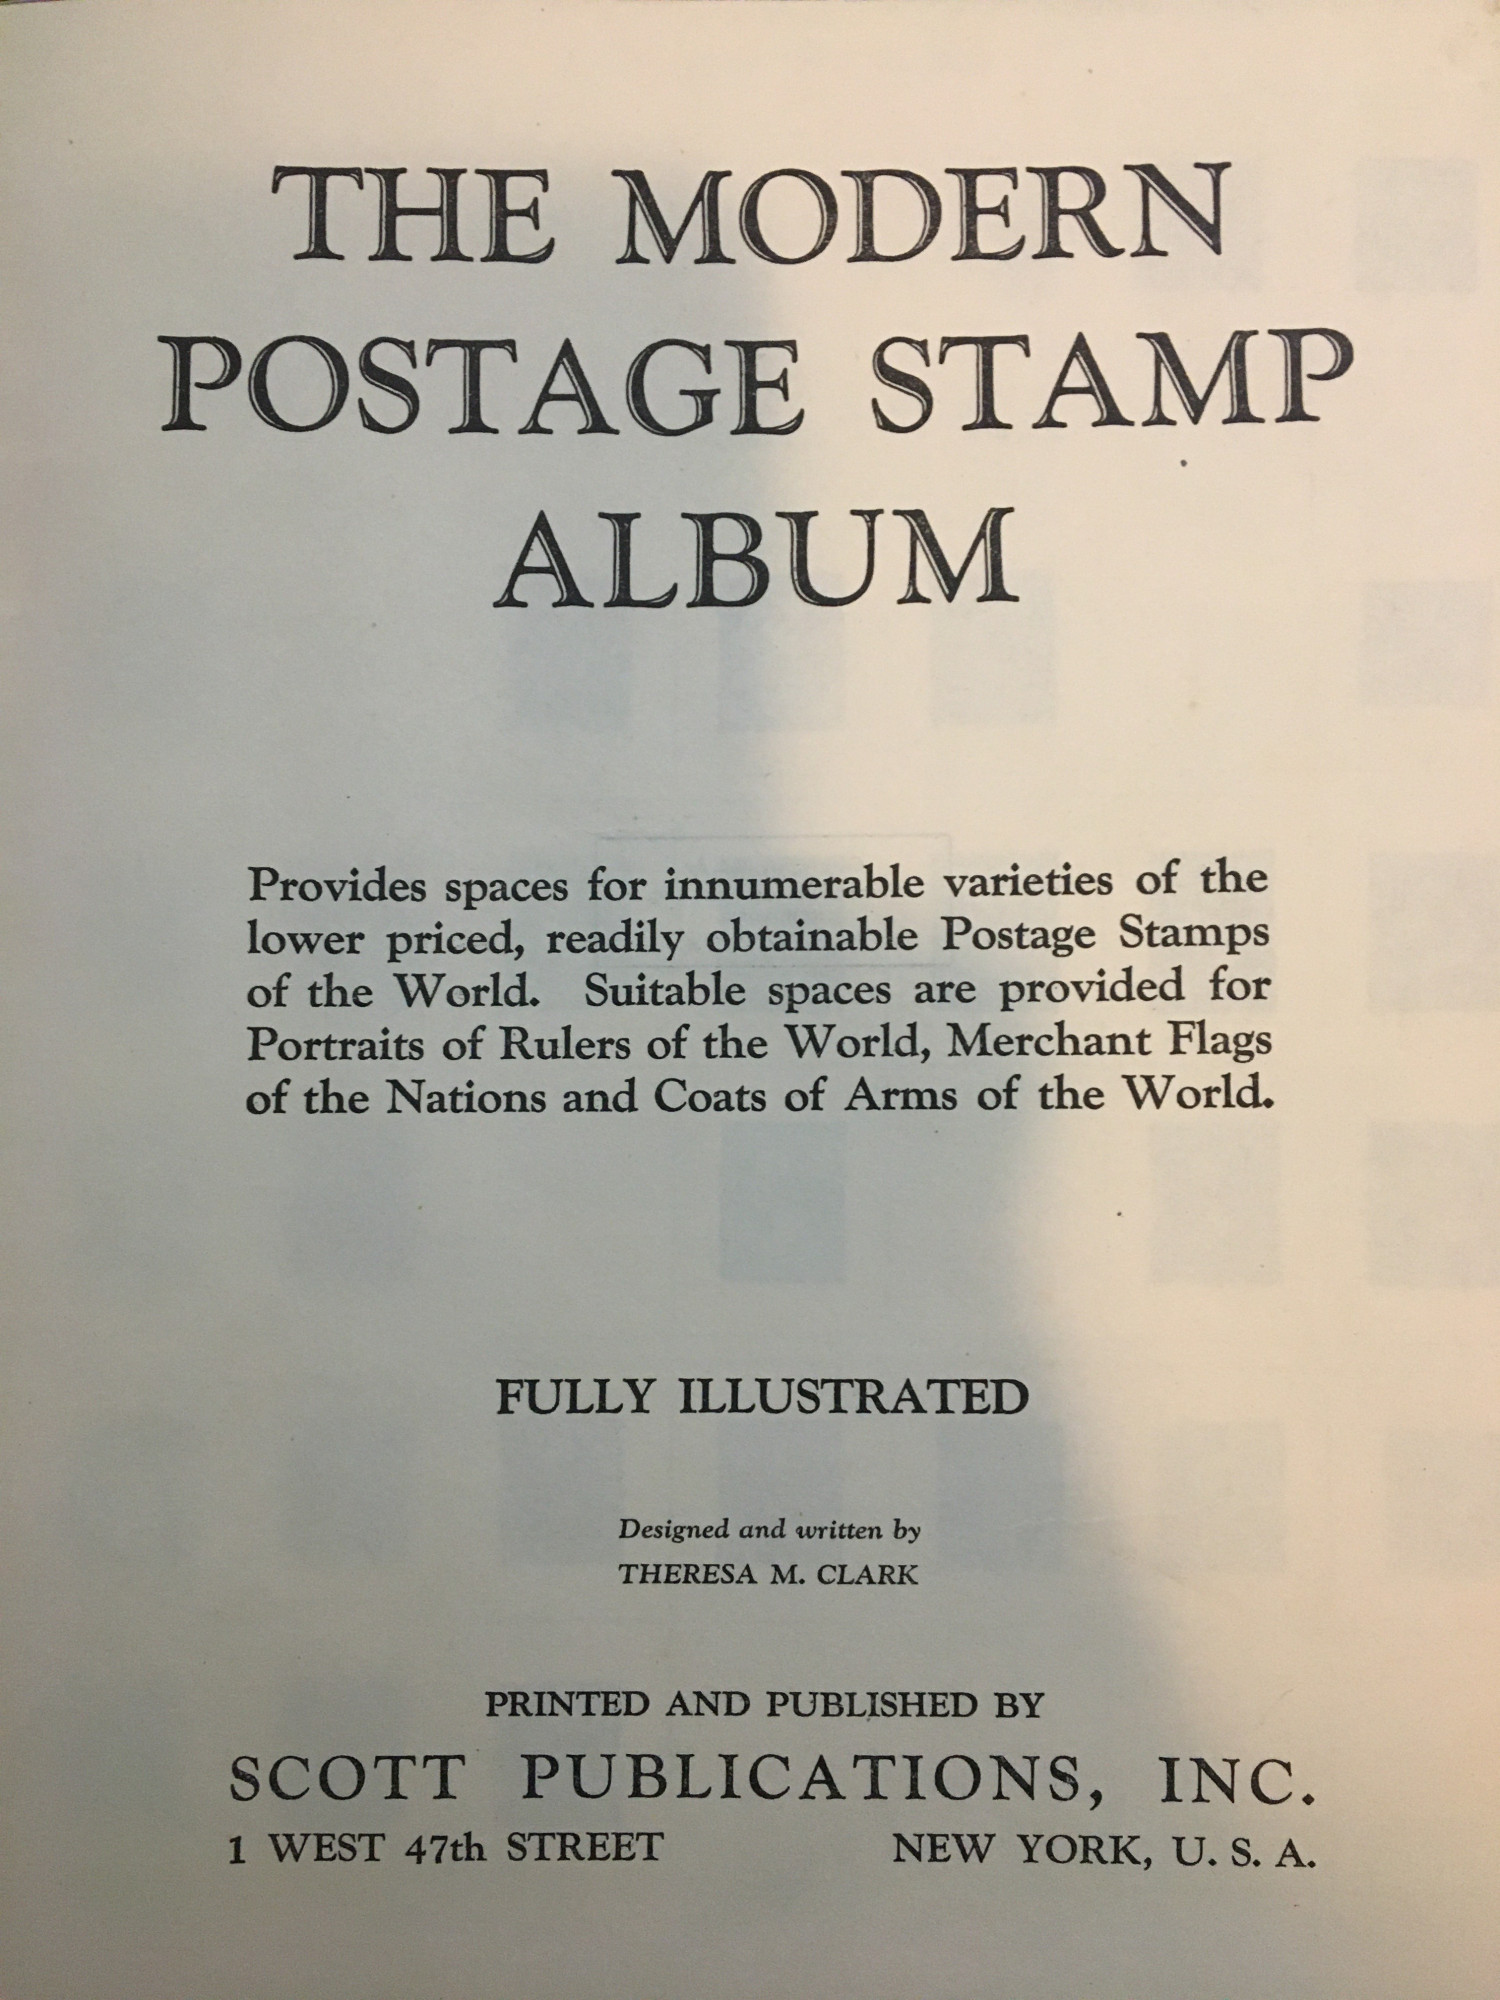 THE MODERN
POSTAGE STAMP
ALBUM
Provides spaces for innumerable varieties of the
lower priced, readily obtainable Postage Stamps
of the World. Suitable spaces are provided for
Portraits of Rulers of the World, Merchant Flags
of the Nations and Coats of Arms of the World.
FULLY ILLUSTRATED
Designed and written by
THERESA M. CLARK
PRINTED AND PUBLISHED BY
SCOTT PUBLICATIONS, INC.
1 WEST 47th STREET NEW YORK, U. S. A.